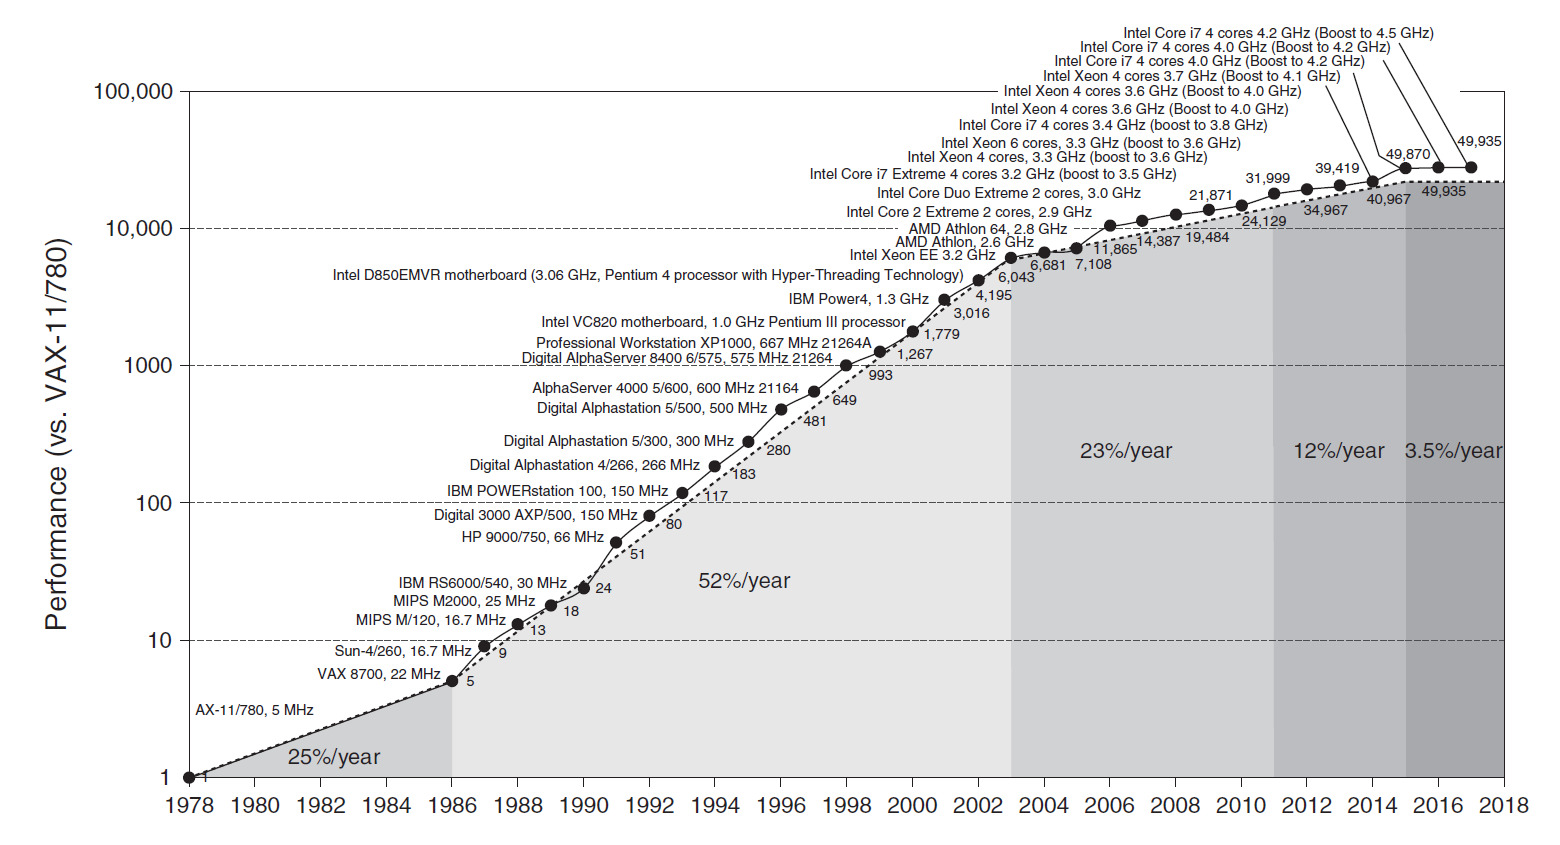 Intel Core i7 4 cores 4.2 GHz (Boost to 4.5 GHz)
Intel Core i7 4 cores 4.0 GHz (Boost to 4.2 GHz)
Intel Core i7 4 cores 4.0 GHz (Boost to 4.2 GHz)
Intel Xeon 4 cores 3.7 GHz (Boost to 4.1 GHz)
Intel Xeon 4 cores 3.6 GHz (Boost to 4.0 GHz)
Intel Xeon 4 cores 3.6 GHz (Boost to 4.0 GHz)
Intel Core i7 4 cores 3.4 GHz (boost to 3.8 GHz)
Intel Xeon 6 cores, 3.3 GHz (boost to 3.6 GHz)
Intel Xeon 4 cores, 3.3 GHz (boost to 3.6 GHz)
Intel Core i7 Extreme 4 cores 3.2 GHz (boost to 3.5 GHz)
Intel Core Duo Extreme 2 cores, 3.0 GHz
Intel Core 2 Extreme 2 cores, 2.9 GHz
AMD Athlon 64, 2.8 GHz
AMD Athlon, 2.6 GHz
Intel Xeon EE 3.2 GHz
Intel D850EMVR motherboard (3.06 GHz, Pentium 4 processor with Hyper-Threading Technology)
IBM Power4, 1.3 GHz
Intel VC820 motherboard, 1.0 GHz Pentium III processor
Professional Workstation XP1000, 667 MHz 21264A
Digital AlphaServer 8400 6/575, 575 MHz 21264
AlphaServer 4000 5/600, 600 MHz 21164
Digital Alphastation 5/500, 500 MHz
Digital Alphastation 5/300, 300 MHz
Digital Alphastation 4/266, 266 MHz
IBM POWERstation 100, 150 MHz
Digital 3000 AXP/500, 150 MHz
HP 9000/750, 66 MHz
IBM RS6000/540, 30 MHz
MIPS M2000, 25 MHz
MIPS M/120, 16.7 MHz
Sun-4/260, 16.7 MHz
VAX 8700, 22 MHz
AX-11/780, 5 MHz
Performance (vs. VAX-11/780)
100,000
10,000
1000
100
10
1
1
5
9
13
18
24
51
80
117
183
280
481
649
993
1,267
1,779
3,016
4,195
6,043
6,681
7,108
11,865
14,387
19,484
21,871
24,129
31,999
34,967
39,419
40,967
49,870
49,935
49,935
25%/year
52%/year
23%/year
12%/year
3.5%/year
1978 1980 1982 1984 1986 1988 1990 1992 1994 1996 1998 2000 2002 2004 2006 2008 2010 2012 2014 2016 2018